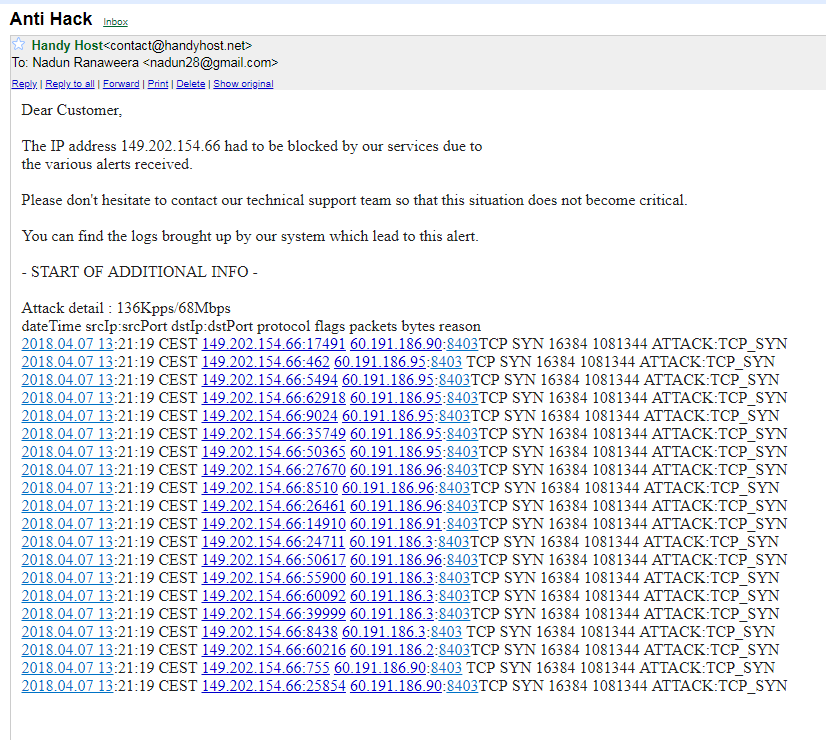 Anti Hack Inbox
Handy Host<contact@handyhost.net>
To: Nadun Ranaweera <nadun28@gmail.com>
Reply | Reply to all | Forward | Print | Delete | Show original
Dear Customer,
The IP address 149.202.154.66 had to be blocked by our services due to
the various alerts received.
Please don't hesitate to contact our technical support team so that this situation does not become critical.
You can find the logs brought up by our system which lead to this alert.
- START OF ADDITIONAL INFO -
Attack detail : 136Kpps/68Mbps
dateTime srcIp:srcPort dstIp:dstPort protocol flags packets bytes reason
2018.04.07 13:21:19 CEST 149.202.154.66:17491 60.191.186.90:8403TCP SYN 16384 1081344 ATTACK:TCP_SYN
2018.04.07 13:21:19 CEST 149.202.154.66:462 60.191.186.95:8403 TCP SYN 16384 1081344 ATTACK:TCP_SYN
2018.04.07 13:21:19 CEST 149.202.154.66:5494 60.191.186.95:8403TCP SYN 16384 1081344 ATTACK:TCP_SYN
2018.04.07 13:21:19 CEST 149.202.154.66:62918 60.191.186.95:8403TCP SYN 16384 1081344 ATTACK:TCP_SYN
2018.04.07 13:21:19 CEST 149.202.154.66:9024 60.191.186.95:8403TCP SYN 16384 1081344 ATTACK:TCP_SYN
2018.04.07 13:21:19 CEST 149.202.154.66:35749 60.191.186.95:8403TCP SYN 16384 1081344 ATTACK:TCP_SYN
2018.04.07 13:21:19 CEST 149.202.154.66:50365 60.191.186.95:8403TCP SYN 16384 1081344 ATTACK:TCP_SYN
2018.04.07 13:21:19 CEST 149.202.154.66:27670 60.191.186.96:8403TCP SYN 16384 1081344 ATTACK:TCP_SYN
2018.04.07 13:21:19 CEST 149.202.154.66:8510 60.191.186.96:8403TCP SYN 16384 1081344 ATTACK:TCP_SYN
2018.04.07 13:21:19 CEST 149.202.154.66:26461 60.191.186.96:8403TCP SYN 16384 1081344 ATTACK:TCP_SYN
2018.04.07 13:21:19 CEST 149.202.154.66:14910 60.191.186.91:8403TCP SYN 16384 1081344 ATTACK:TCP_SYN
2018.04.07 13:21:19 CEST 149.202.154.66:24711 60.191.186.3:8403TCP SYN 16384 1081344 ATTACK:TCP_SYN
2018.04.07 13:21:19 CEST 149.202.154.66:50617 60.191.186.96:8403TCP SYN 16384 1081344 ATTACK:TCP_SYN
2018.04.07 13:21:19 CEST 149.202.154.66:55900 60.191.186.3:8403TCP SYN 16384 1081344 ATTACK:TCP_SYN
2018.04.07 13:21:19 CEST 149.202.154.66:60092 60.191.186.3:8403TCP SYN 16384 1081344 ATTACK:TCP_SYN
2018.04.07 13:21:19 CEST 149.202.154.66:39999 60.191.186.3:8403TCP SYN 16384 1081344 ATTACK:TCP_SYN
2018.04.07 13:21:19 CEST 149.202.154.66:8438 60.191.186.3:8403 TCP SYN 16384 1081344 ATTACK:TCP_SYN
2018.04.07 13:21:19 CEST 149.202.154.66:60216 60.191.186.2:8403TCP SYN 16384 1081344 ATTACK:TCP_SYN
2018.04.07 13:21:19 CEST 149.202.154.66:755 60.191.186.90:8403 TCP SYN 16384 1081344 ATTACK:TCP_SYN
2018.04.07 13:21:19 CEST 149.202.154.66:25854 60.191.186.90:8403TCP SYN 16384 1081344 ATTACK:TCP_SYN